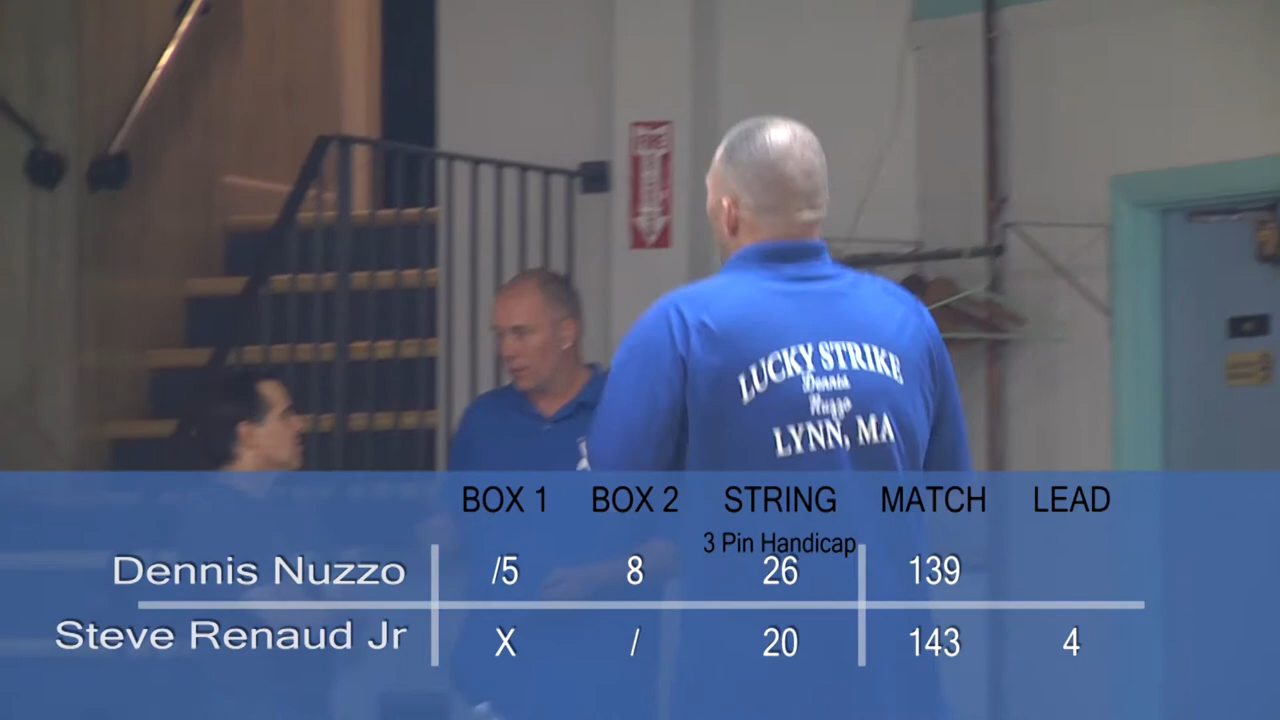 FIRE
LUCKY STRIKE
Dennis
Nuzzo
LYNN, MA
BOX 1 BOX 2 STRING MATCH LEAD
3 Pin Handicap
Dennis Nuzzo /5 8 26 139
Steve Renaud Jr X / 20 143 4